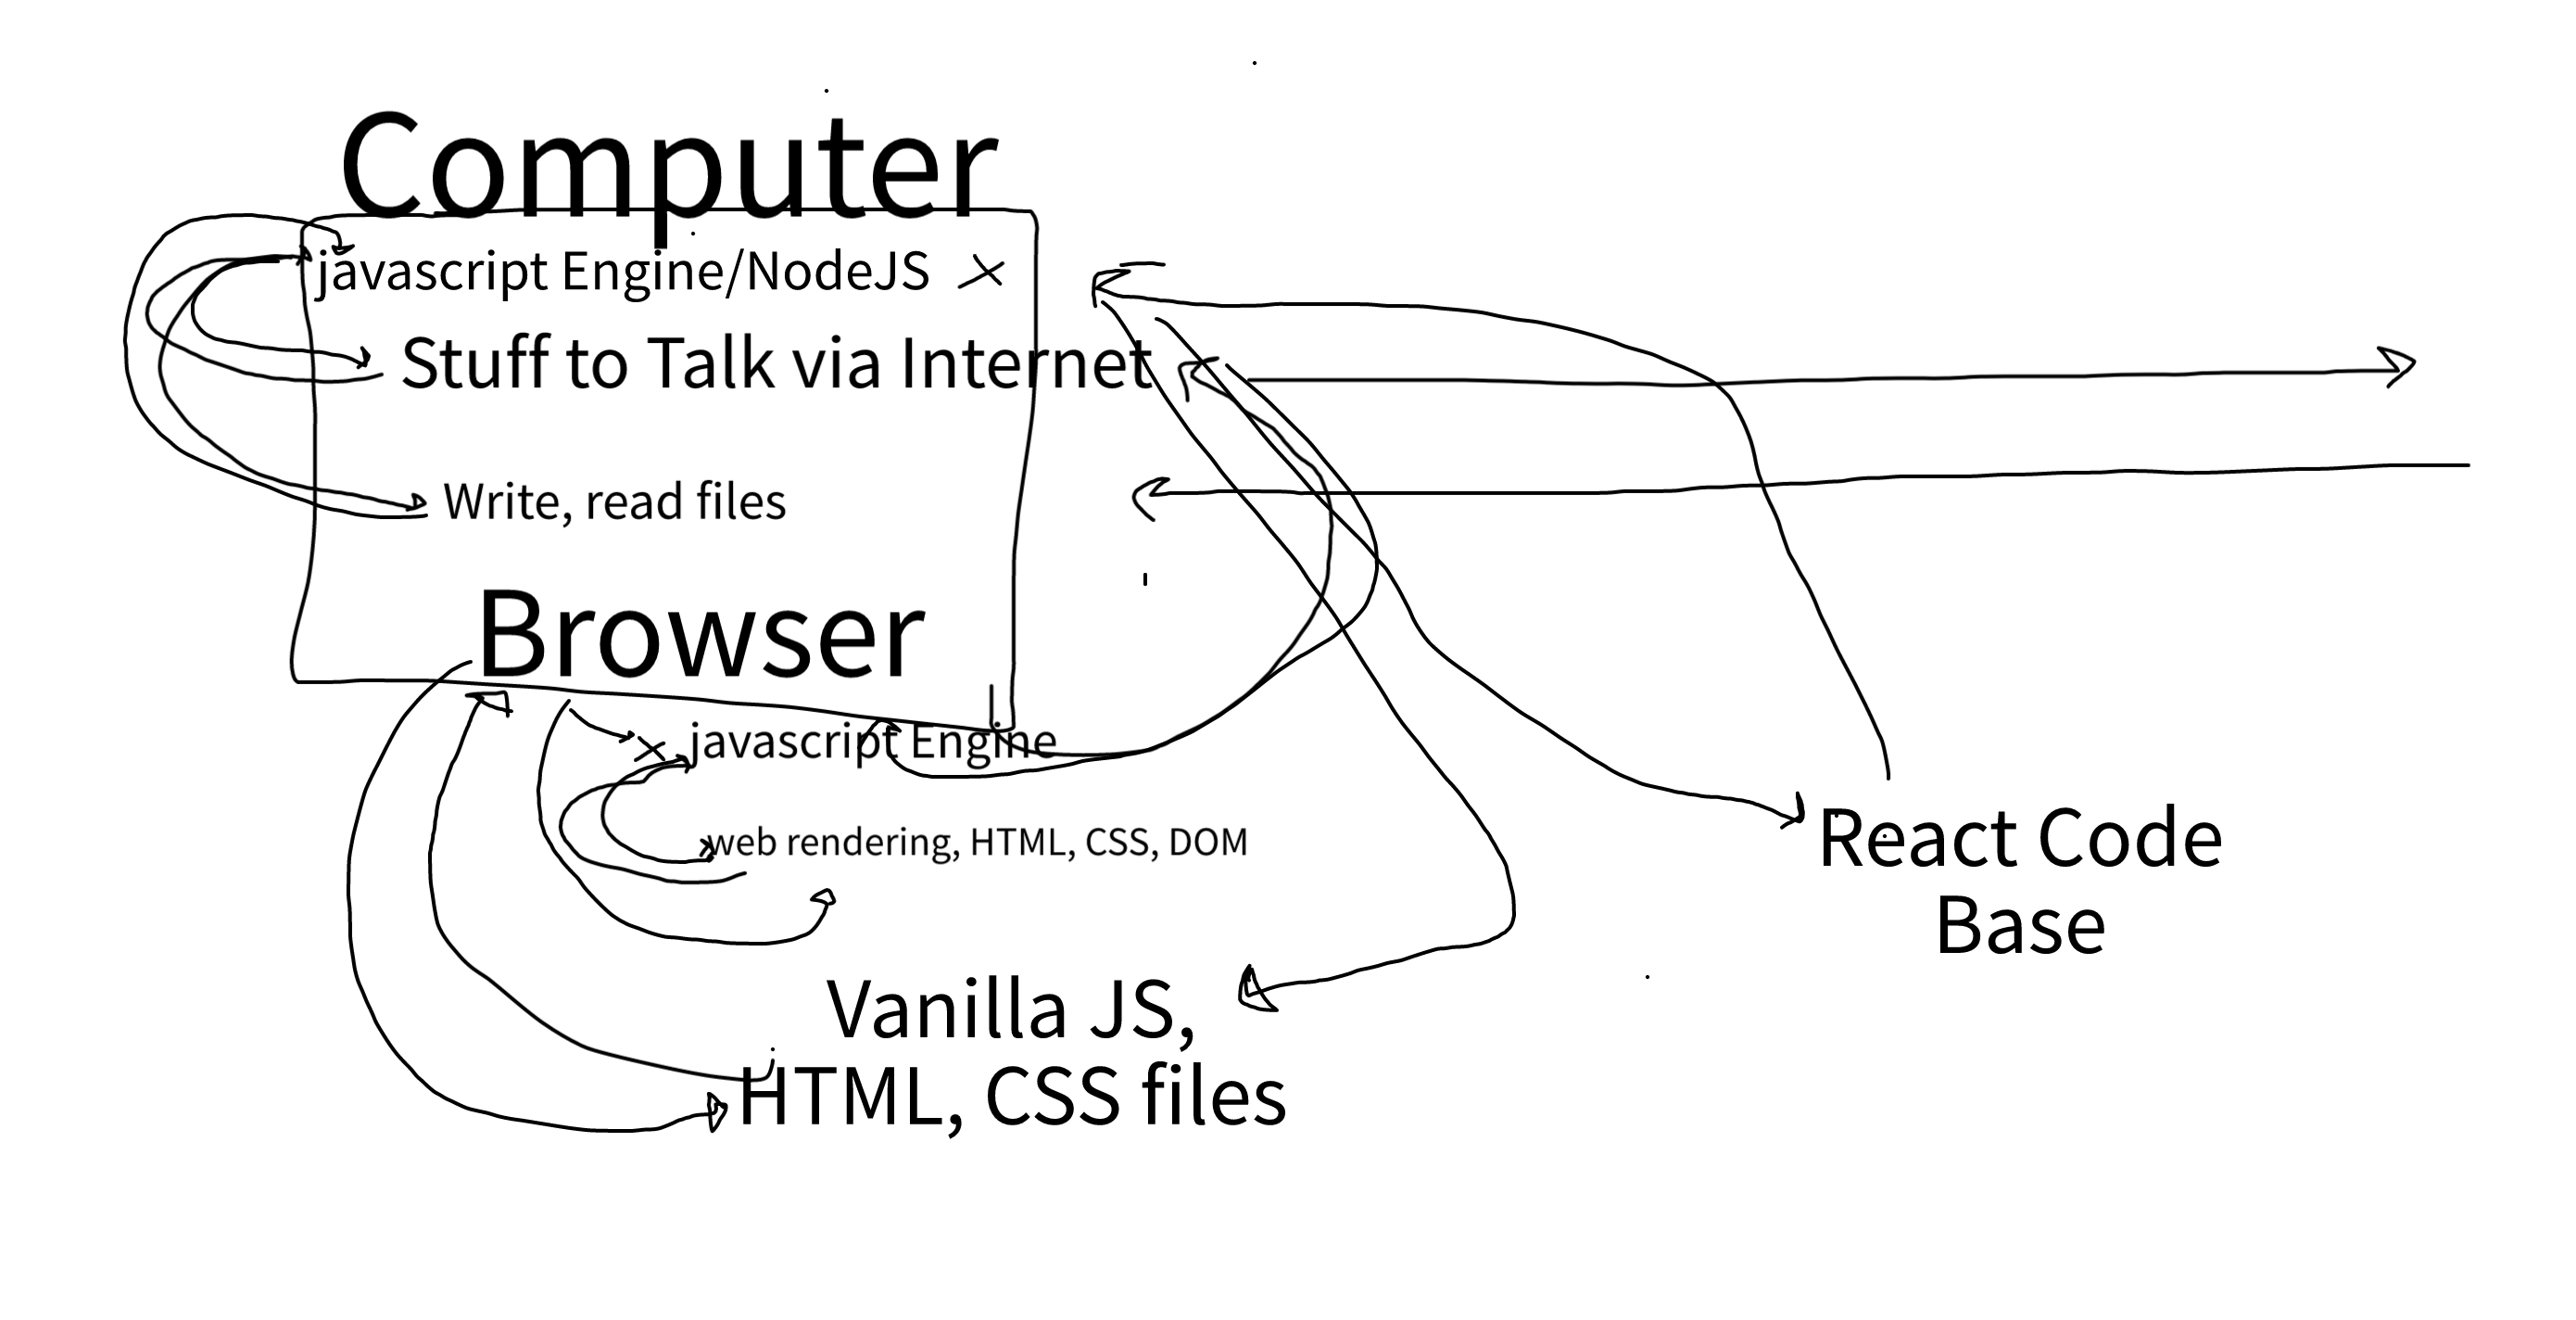 Computer
javascript Engine/NodeJS
Stuff to Talk via Internet
Write, read files
Browser
javascript Engine
web rendering, HTML, CSS, DOM
React Code
Base
Vanilla JS,
HTML, CSS files